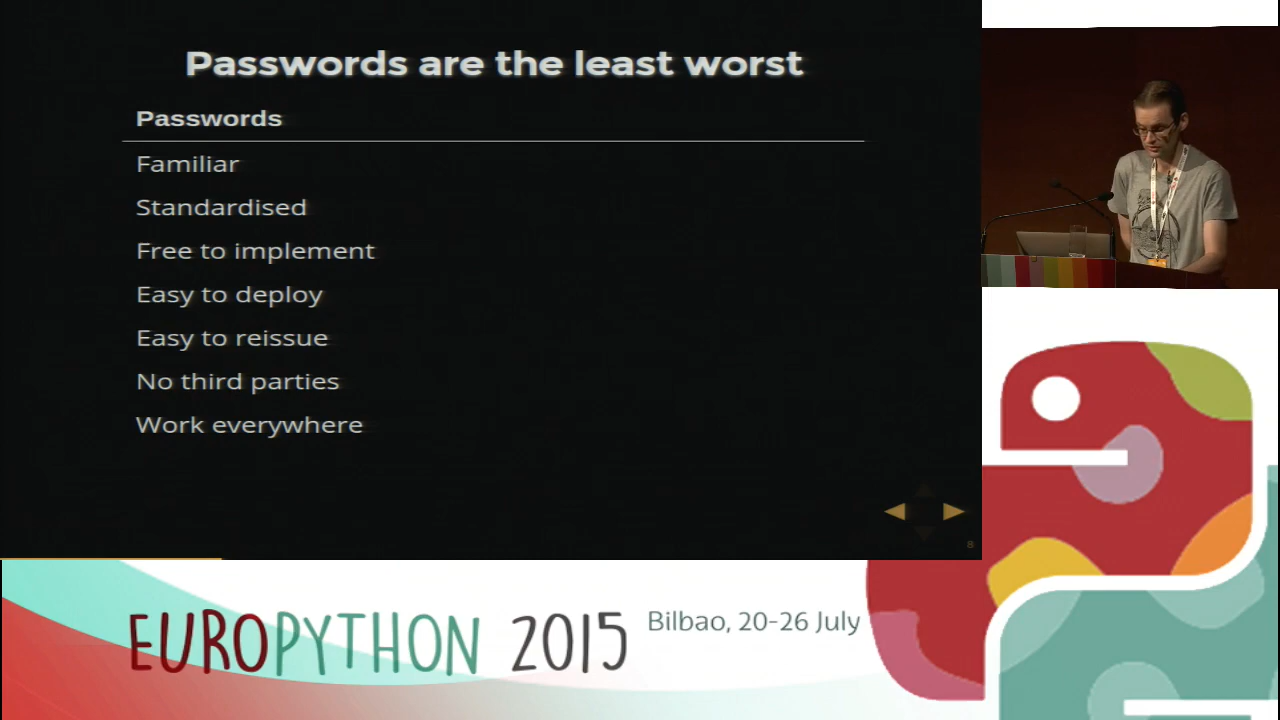 Passwords are the least worst
Passwords
Familiar
Standardised
Free to implement
Easy to deploy
Easy to reissue
No third parties
Work everywhere
8
EUROPYTHON 2015 Bilbao, 20-26 July